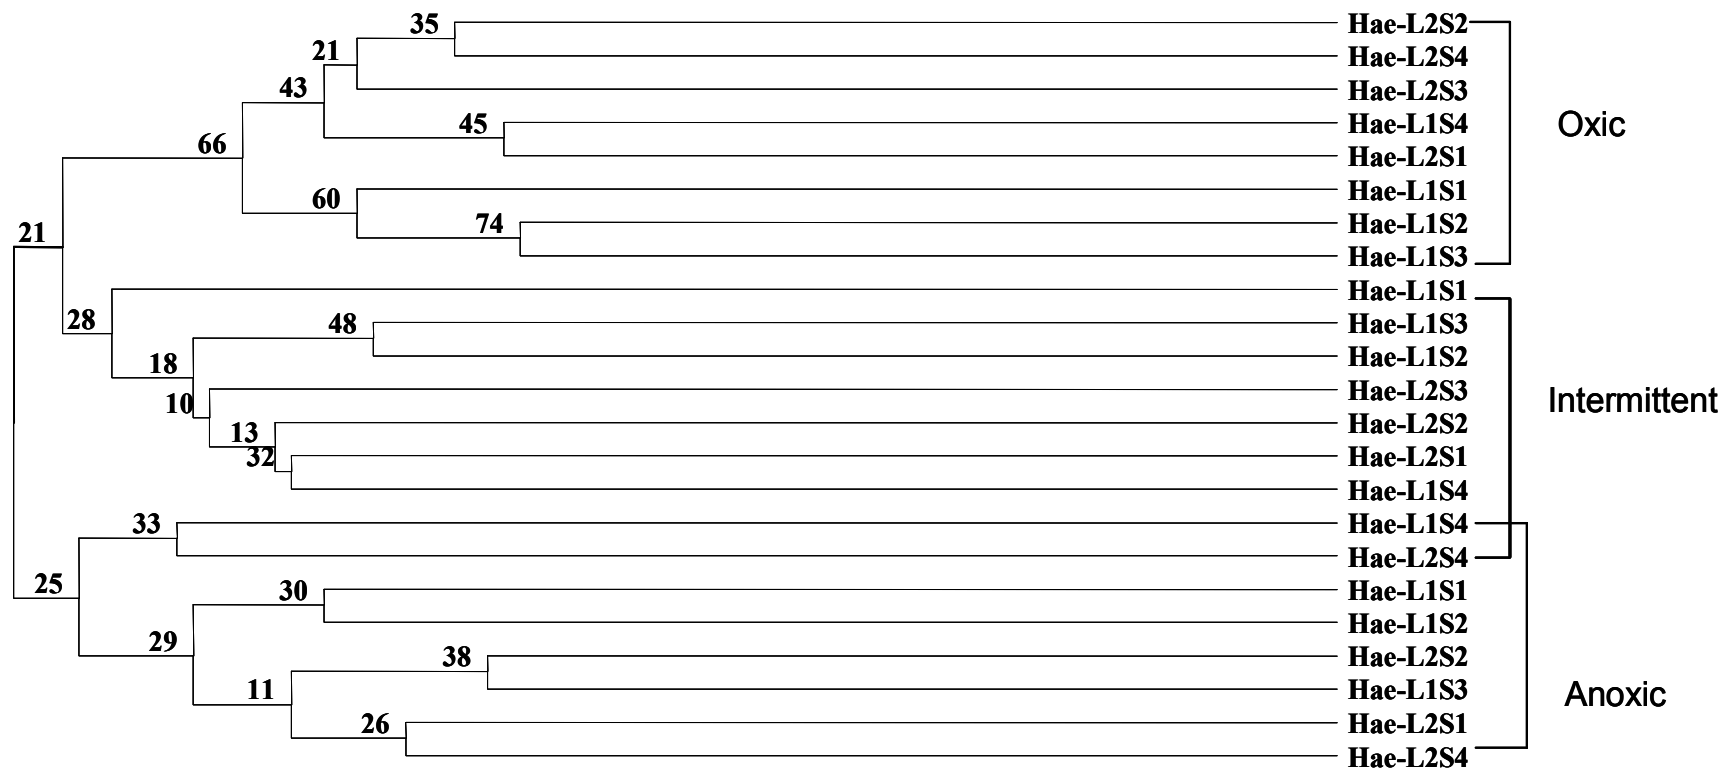 35
Hae-L2S2
21
Hae-L2S4
43
Hae-L2S3
45
Hae-L1S4
Oxic
66
Hae-L2S1
60
Hae-L1S1
74
Hae-L1S2
21
Hae-L1S3
28
Hae-L1S1
48
Hae-L1S3
18
Hae-L1S2
10
Hae-L2S3
Intermittent
13
Hae-L2S2
32
Hae-L2S1
Hae-L1S4
33
Hae-L1S4
Hae-L2S4
25
30
Hae-L1S1
Hae-L1S2
29
38
Hae-L2S2
11
Hae-L1S3
Anoxic
26
Hae-L2S1
Hae-L2S4